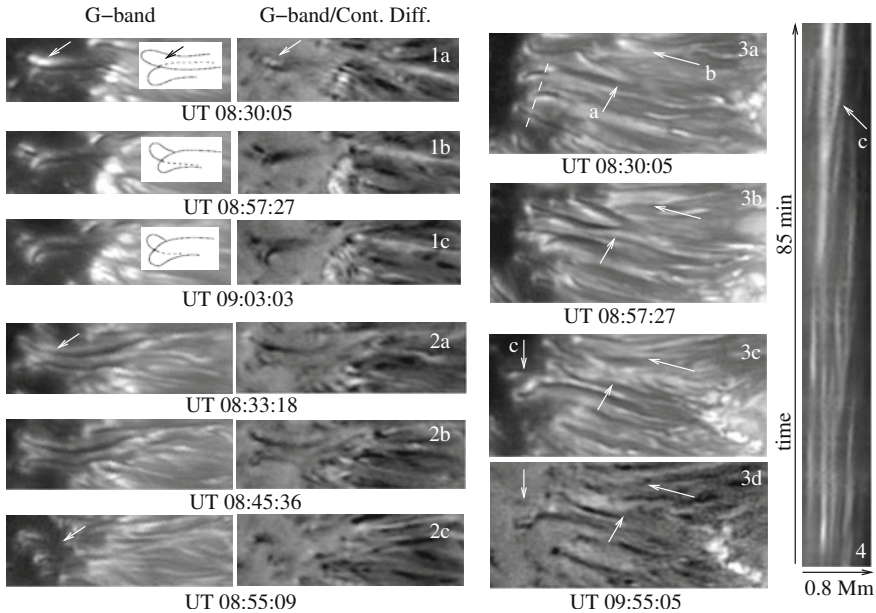 G−band
G−band/Cont. Diff.
1a
UT 08:30:05
1b
UT 08:57:27
1c
UT 09:03:03
2a
UT 08:33:18
2b
UT 08:45:36
2c
UT 08:55:09
3a
b
a
UT 08:30:05
3b
UT 08:57:27
c
3c
3d
UT 09:55:05
c
85 min
time
4
0.8 Mm